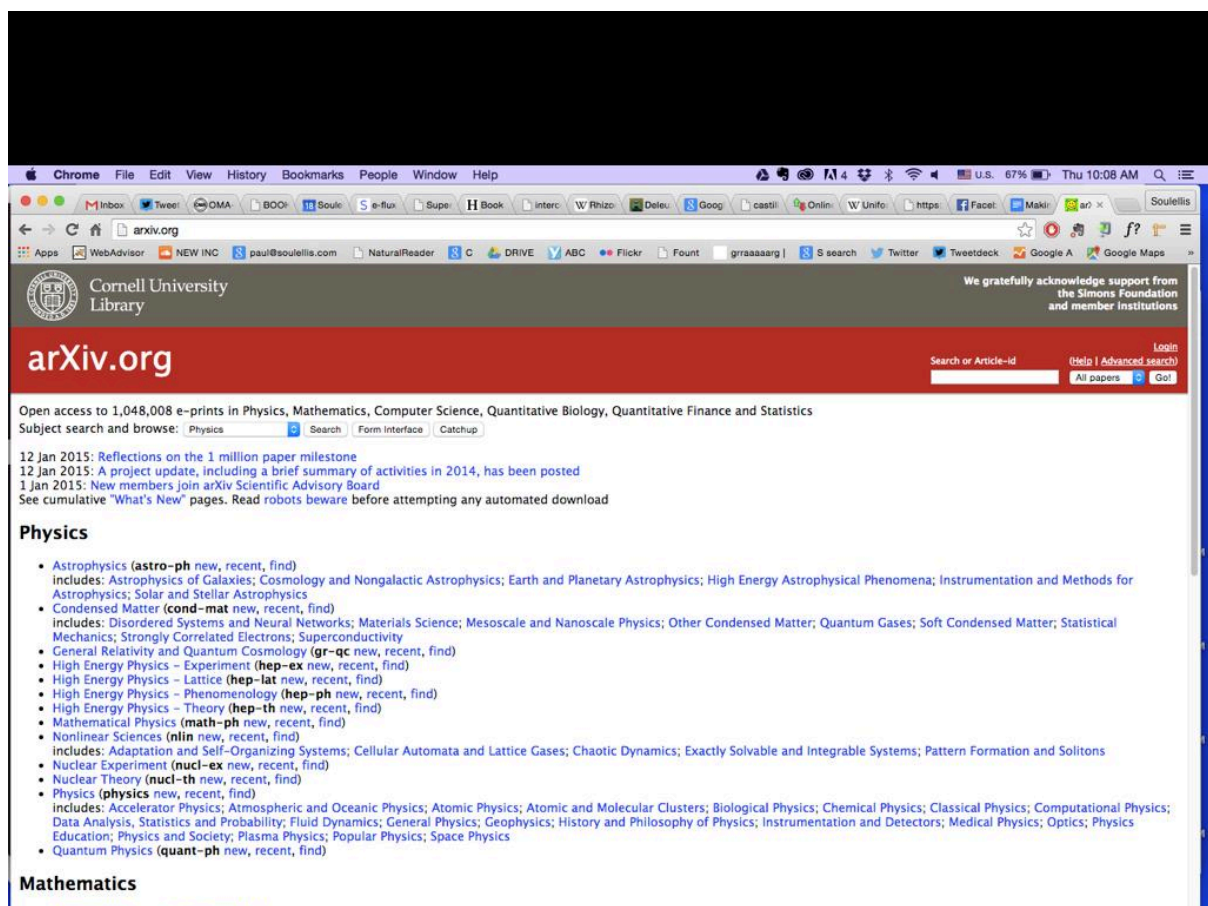 Chrome File Edit View History Bookmarks People Window Help 4 U.S. 67% Thu 10:08 AM
Inbox Tweet OMA BOOK 18 Soule e-flux Super H Book interc W Rhizo Deleu Goog castill Online W Unifo https: Faceb Makin arX × Soulellis
arxiv.org f?
Apps WebAdvisor NEW INC paul@soulellis.com NaturalReader C DRIVE ABC Flickr Fount grraaaarg | S search Twitter Tweetdeck Google A Google Maps »
Cornell University
Library
We gratefully acknowledge support from
the Simons Foundation
and member institutions
arXiv.org
Login
Search or Article-id (Help | Advanced search)
All papers Go!
Open access to 1,048,008 e-prints in Physics, Mathematics, Computer Science, Quantitative Biology, Quantitative Finance and Statistics
Subject search and browse: Physics Search Form Interface Catchup
12 Jan 2015: Reflections on the 1 million paper milestone
12 Jan 2015: A project update, including a brief summary of activities in 2014, has been posted
1 Jan 2015: New members join arXiv Scientific Advisory Board
See cumulative "What's New" pages. Read robots beware before attempting any automated download
Physics
• Astrophysics (astro-ph new, recent, find)
includes: Astrophysics of Galaxies; Cosmology and Nongalactic Astrophysics; Earth and Planetary Astrophysics; High Energy Astrophysical Phenomena; Instrumentation and Methods for
Astrophysics; Solar and Stellar Astrophysics
• Condensed Matter (cond-mat new, recent, find)
includes: Disordered Systems and Neural Networks; Materials Science; Mesoscale and Nanoscale Physics; Other Condensed Matter; Quantum Gases; Soft Condensed Matter; Statistical
Mechanics; Strongly Correlated Electrons; Superconductivity
• General Relativity and Quantum Cosmology (gr-qc new, recent, find)
• High Energy Physics – Experiment (hep-ex new, recent, find)
• High Energy Physics – Lattice (hep-lat new, recent, find)
• High Energy Physics – Phenomenology (hep-ph new, recent, find)
• High Energy Physics – Theory (hep-th new, recent, find)
• Mathematical Physics (math-ph new, recent, find)
• Nonlinear Sciences (nlin new, recent, find)
includes: Adaptation and Self-Organizing Systems; Cellular Automata and Lattice Gases; Chaotic Dynamics; Exactly Solvable and Integrable Systems; Pattern Formation and Solitons
• Nuclear Experiment (nucl-ex new, recent, find)
• Nuclear Theory (nucl-th new, recent, find)
• Physics (physics new, recent, find)
includes: Accelerator Physics; Atmospheric and Oceanic Physics; Atomic Physics; Atomic and Molecular Clusters; Biological Physics; Chemical Physics; Classical Physics; Computational Physics;
Data Analysis, Statistics and Probability; Fluid Dynamics; General Physics; Geophysics; History and Philosophy of Physics; Instrumentation and Detectors; Medical Physics; Optics; Physics
Education; Physics and Society; Plasma Physics; Popular Physics; Space Physics
• Quantum Physics (quant-ph new, recent, find)
Mathematics